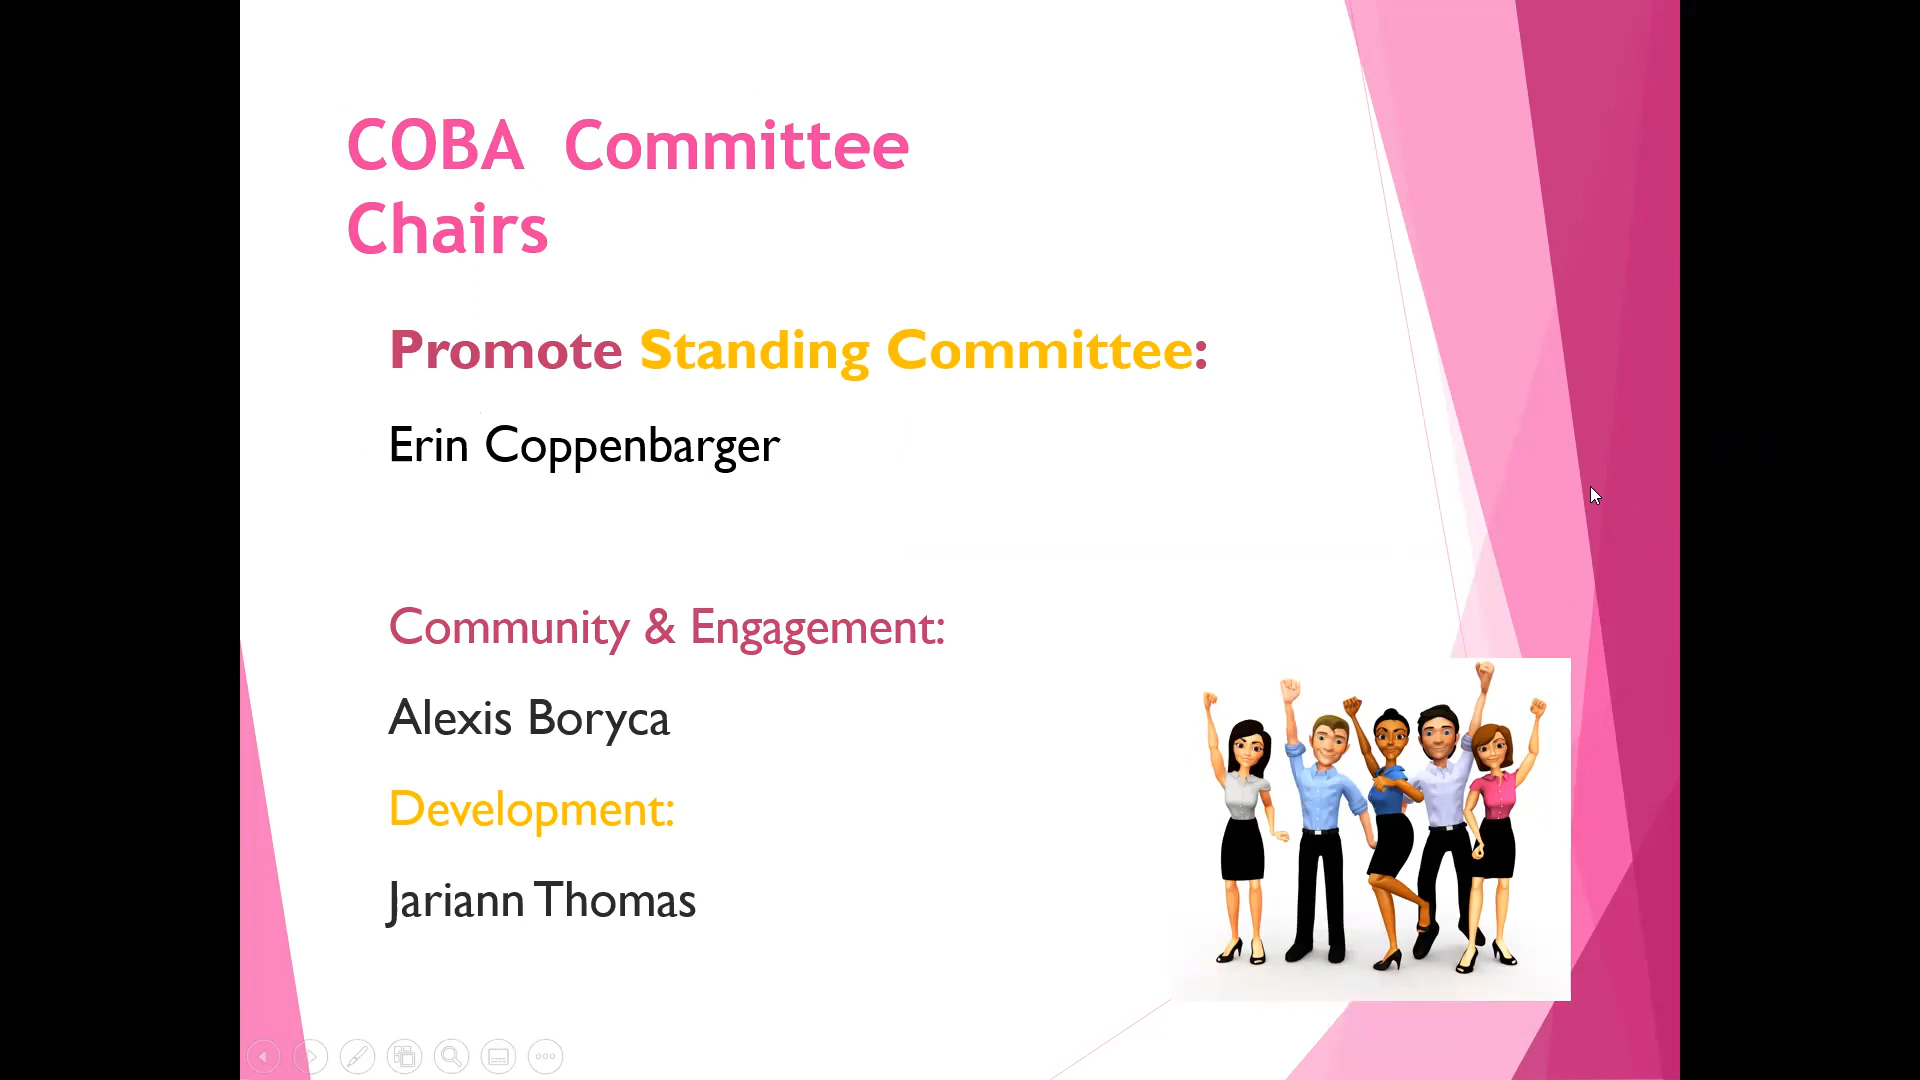 COBA Committee
Chairs
Promote Standing Committee:
Erin Coppenbarger
Community & Engagement:
Alexis Boryca
Development:
Jariann Thomas